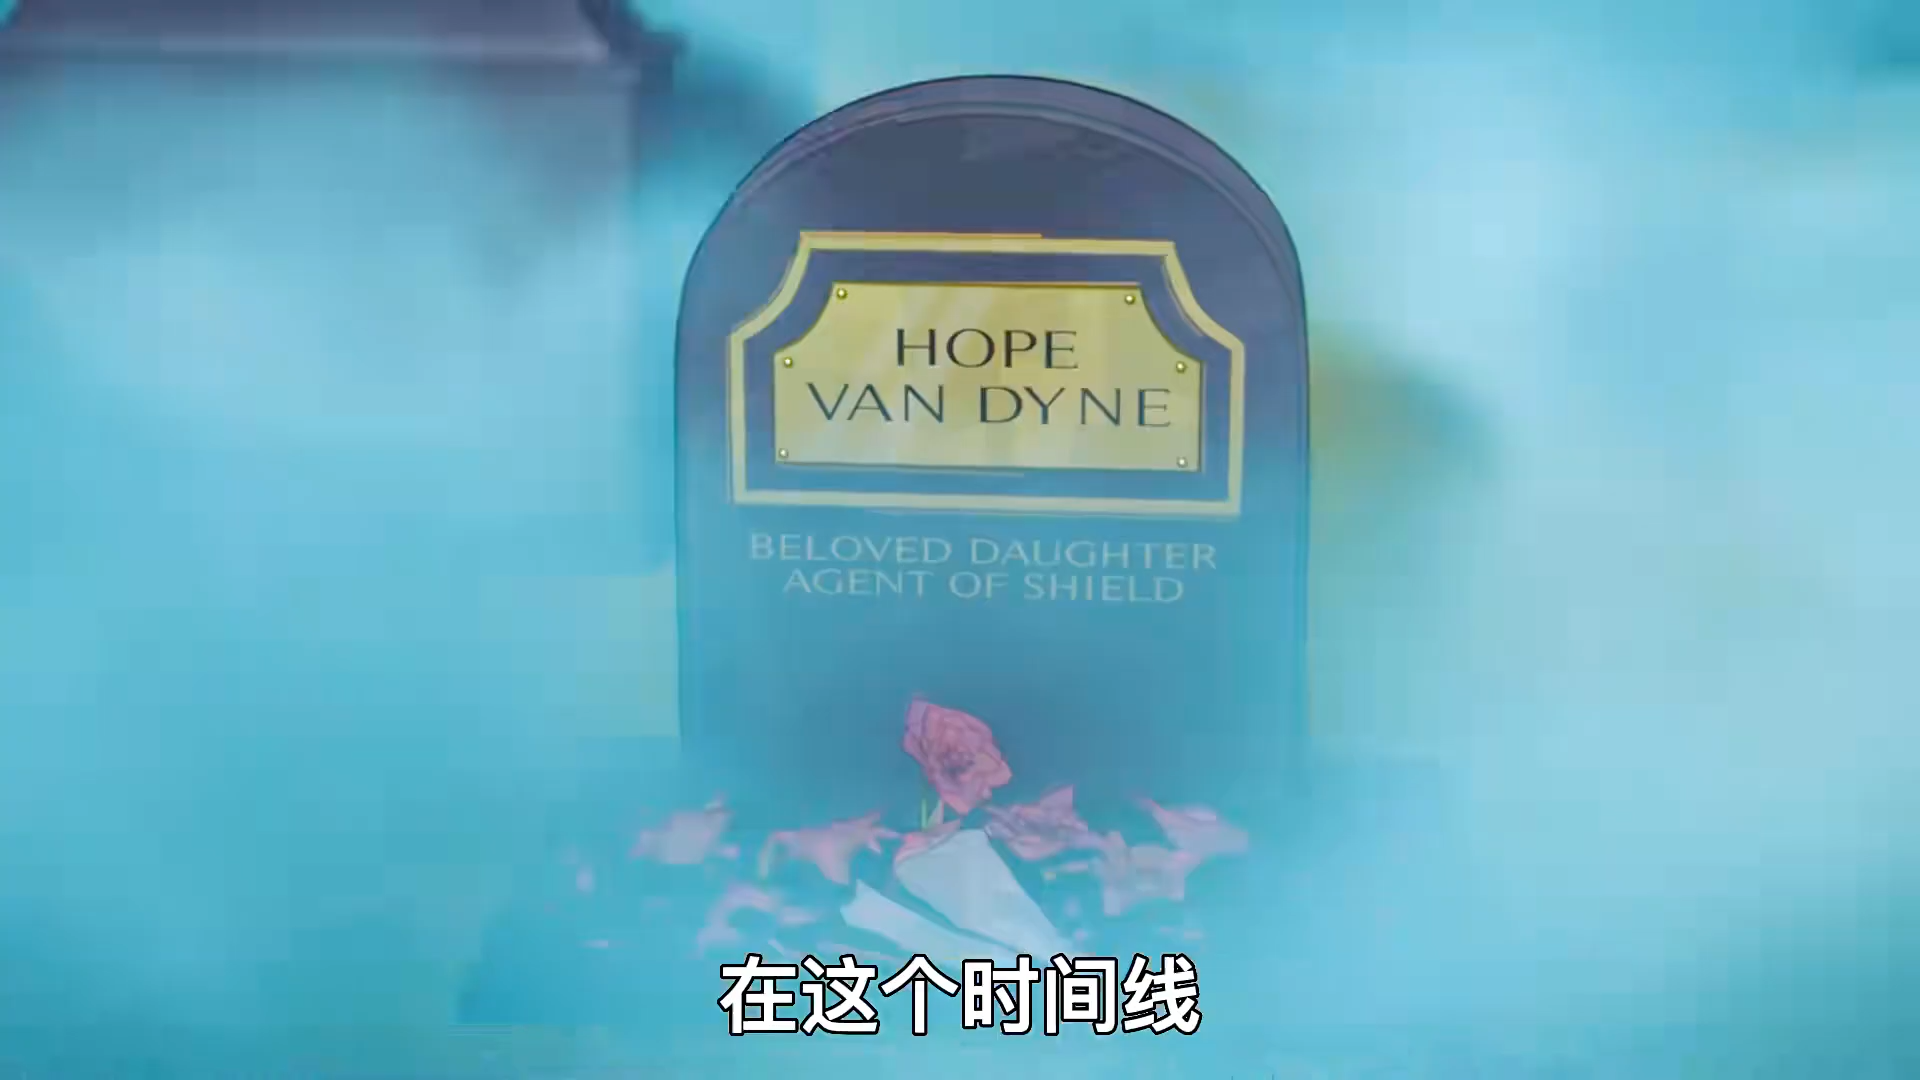 HOPE
VAN DYNE
BELOVED DAUGHTER
AGENT OF SHIELD
在这个时间线